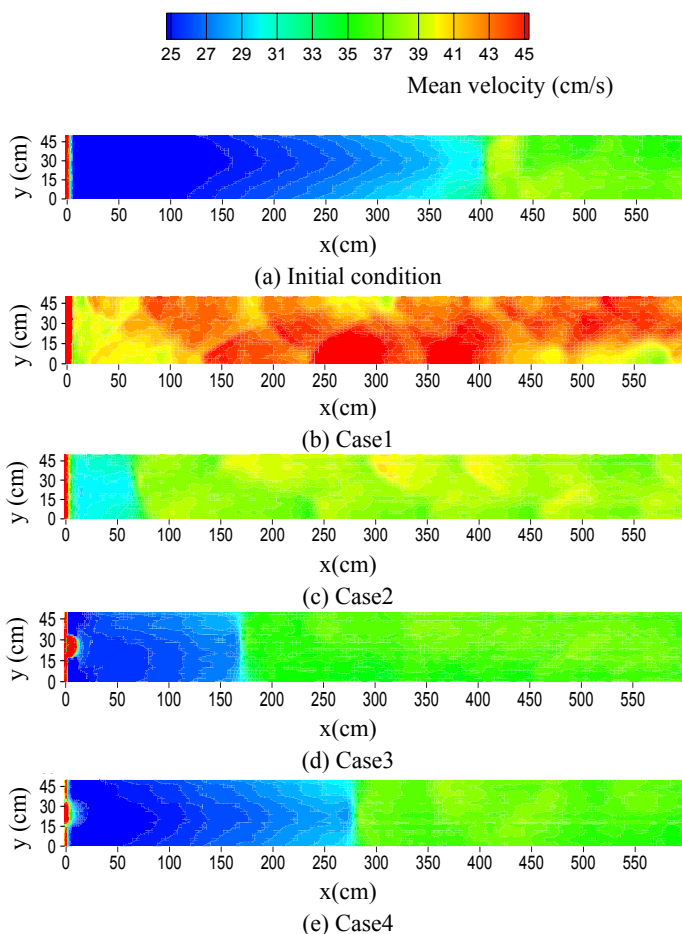 25 27 29 31 33 35 37 39 41 43 45
Mean velocity (cm/s)
y (cm)
45
30
15
0
0 50 100 150 200 250 300 350 400 450 500 550
x(cm)
(a) Initial condition
y (cm)
45
30
15
0
0 50 100 150 200 250 300 350 400 450 500 550
x(cm)
(b) Case1
y (cm)
45
30
15
0
0 50 100 150 200 250 300 350 400 450 500 550
x(cm)
(c) Case2
y (cm)
45
30
15
0
0 50 100 150 200 250 300 350 400 450 500 550
x(cm)
(d) Case3
y (cm)
45
30
15
0
0 50 100 150 200 250 300 350 400 450 500 550
x(cm)
(e) Case4